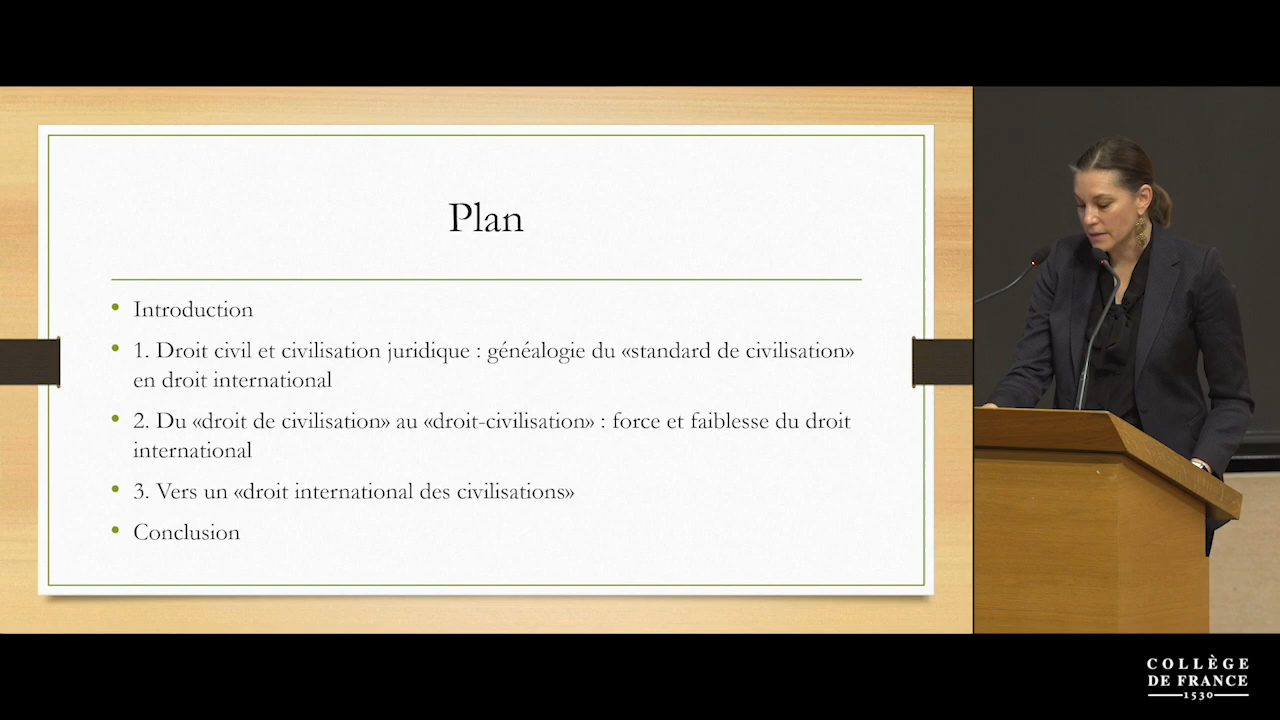 Plan
• Introduction
• 1. Droit civil et civilisation juridique : généalogie du «standard de civilisation»
en droit international
• 2. Du «droit de civilisation» au «droit-civilisation» : force et faiblesse du droit
international
• 3. Vers un «droit international des civilisations»
• Conclusion
COLLÈGE
DE FRANCE
1530